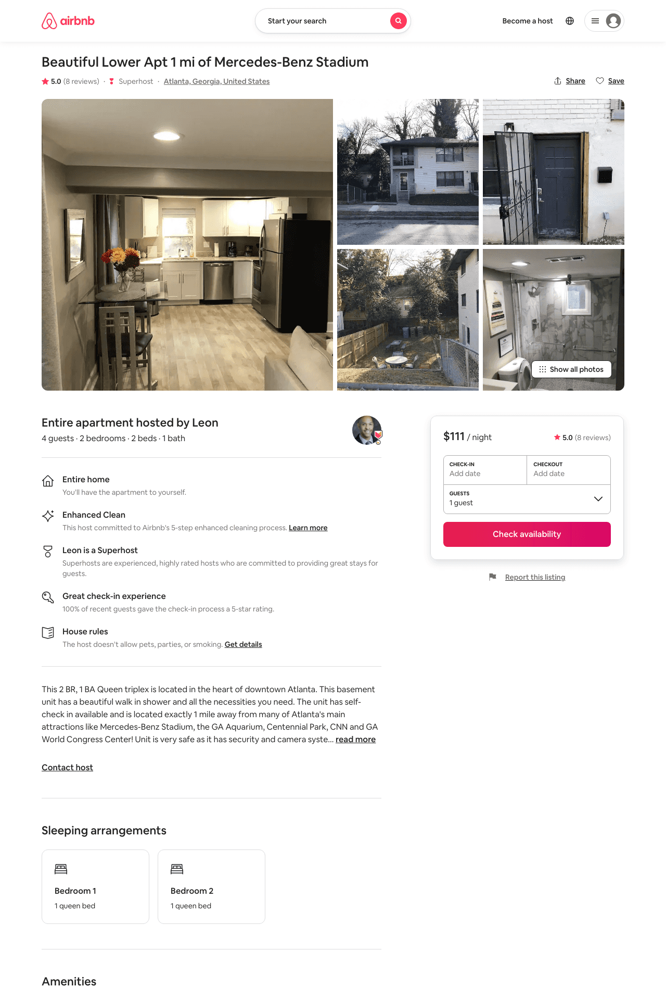 airbnb
Start your search
Become a host
Beautiful Lower Apt 1 mi of Mercedes-Benz Stadium
5.0 (8 reviews) · Superhost · Atlanta, Georgia, United States
Share
Save
Show all photos
Entire apartment hosted by Leon
4 guests · 2 bedrooms · 2 beds · 1 bath
Entire home
You'll have the apartment to yourself.
Enhanced Clean
This host committed to Airbnb's 5-step enhanced cleaning process. Learn more
Leon is a Superhost
Superhosts are experienced, highly rated hosts who are committed to providing great stays for
guests.
Great check-in experience
100% of recent guests gave the check-in process a 5-star rating.
House rules
The host doesn't allow pets, parties, or smoking. Get details
This 2 BR, 1 BA Queen triplex is located in the heart of downtown Atlanta. This basement
unit has a beautiful walk in shower and all the necessities you need. The unit has self-
check in available and is located exactly 1 mile away from many of Atlanta's main
attractions like Mercedes-Benz Stadium, the GA Aquarium, Centennial Park, CNN and GA
World Congress Center! Unit is very safe as it has security and camera syste... read more
Contact host
Sleeping arrangements
Bedroom 1
1 queen bed
Bedroom 2
1 queen bed
Amenities
$111 / night
5.0 (8 reviews)
CHECK-IN
Add date
CHECKOUT
Add date
GUESTS
1 guest
Check availability
Report this listing